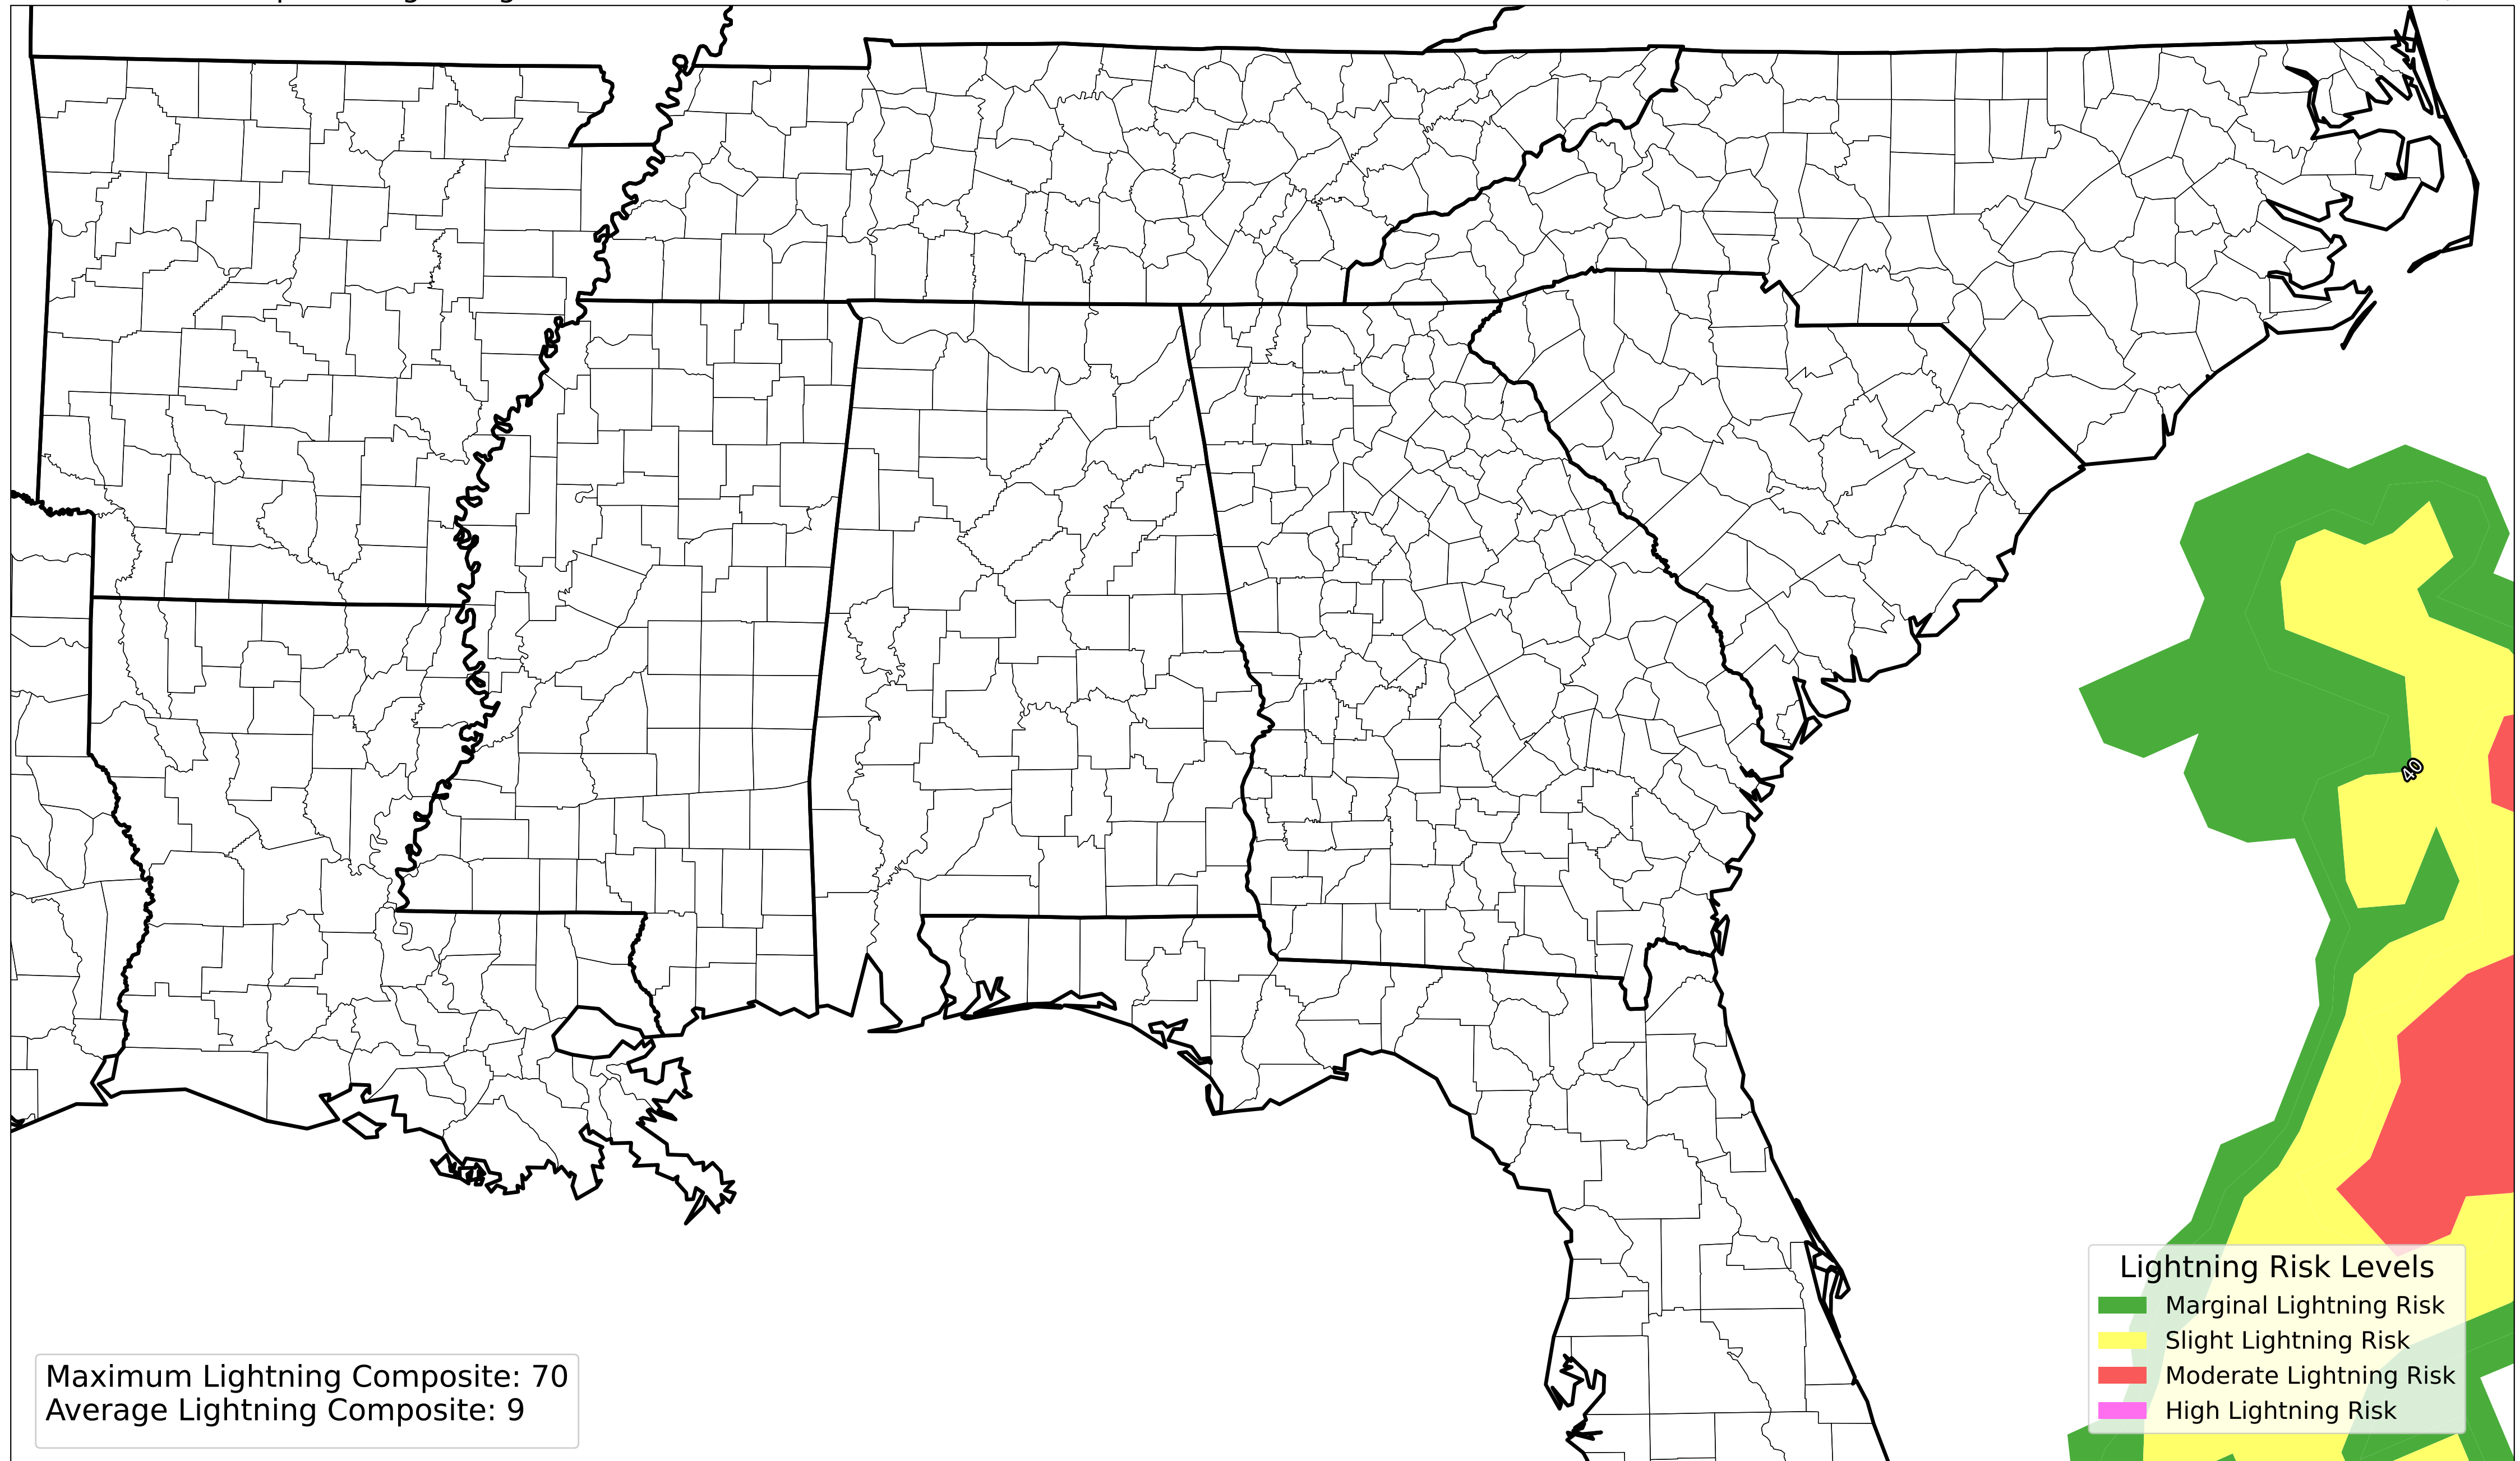 40
Lightning Risk Levels
Marginal Lightning Risk
Slight Lightning Risk
Moderate Lightning Risk
High Lightning Risk
Maximum Lightning Composite: 70
Average Lightning Composite: 9